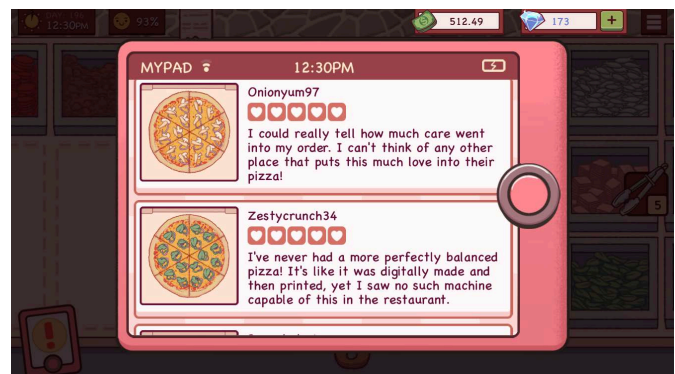 12:30PM
93%
512.49
173
+
MYPAD
12:30PM
Onionyum97
I could really tell how much care went
into my order. I can't think of any other
place that puts this much love into their
pizza!
Zestycrunch34
I've never had a more perfectly balanced
pizza! It's like it was digitally made and
then printed, yet I saw no such machine
capable of this in the restaurant.
5
!